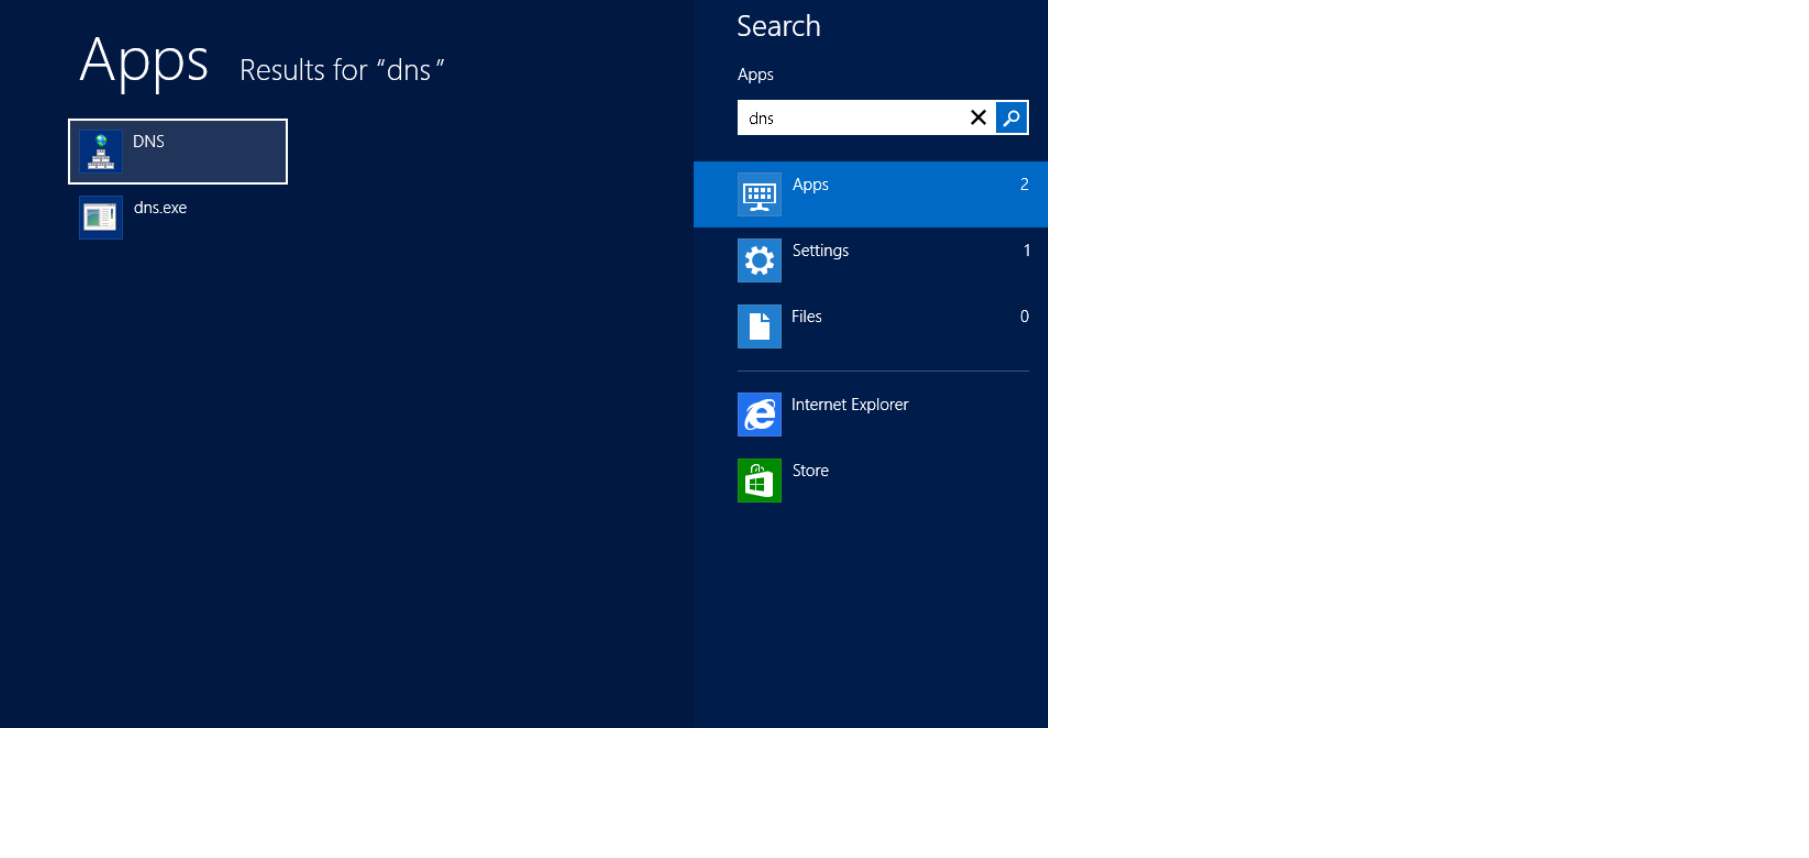 Apps Results for “dns”
DNS
dns.exe
Search
Apps
dns
Apps 2
Settings 1
Files 0
Internet Explorer
Store